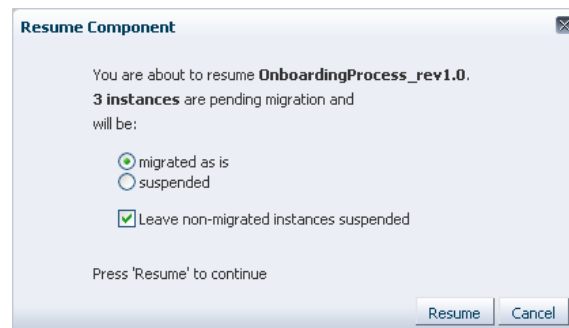 Resume Component
You are about to resume OnboardingProcess_rev1.0.
3 instances are pending migration and
will be:
migrated as is
suspended
Leave non-migrated instances suspended
Press 'Resume' to continue
Resume Cancel